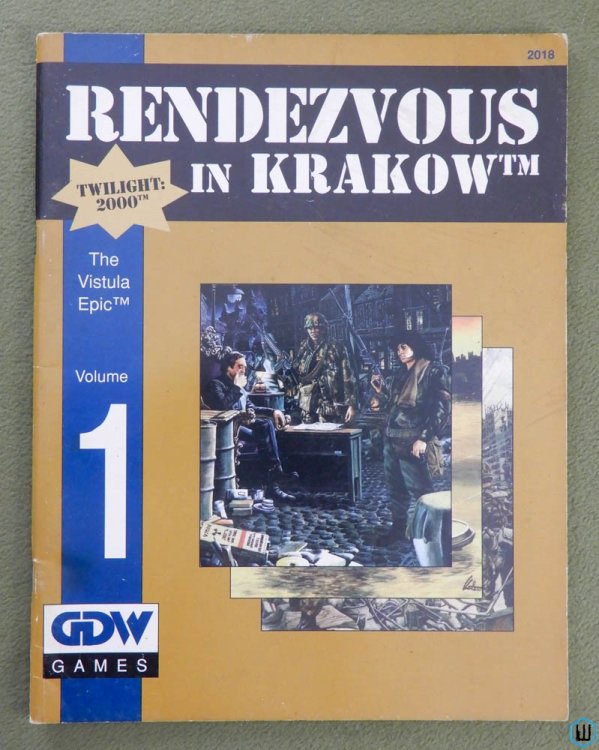 2018
RENDEZVOUS
IN KRAKOW™
TWILIGHT:
2000™
The
Vistula
Epic™
Volume
1
GDW
GAMES